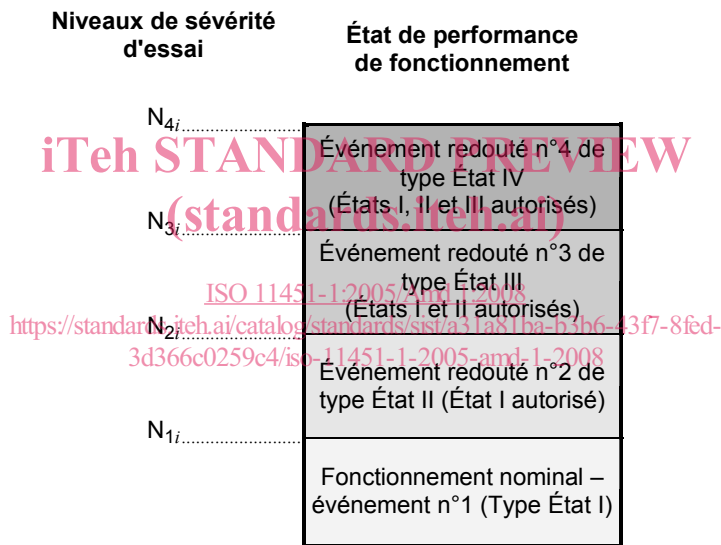 Niveaux de sévérité
d'essai
État de performance
de fonctionnement
N4i
iTeh STANDARD PREVIEW
Événement redouté n°4 de
type État IV
(États I, II et III autorisés)
(standards.iteh.ai)
N3i
Événement redouté n°3 de
type État III
(États I et II autorisés)
ISO 11451-1:2005/Amd 1:2008
https://standards.iteh.ai/catalog/standards/sist/a31a81ba-b3b6-43f7-8fed-
N2i
3d366c0259c4/iso-11451-1-2005-amd-1-2008
Événement redouté n°2 de
type État II (État I autorisé)
N1i
Fonctionnement nominal –
événement n°1 (Type État I)